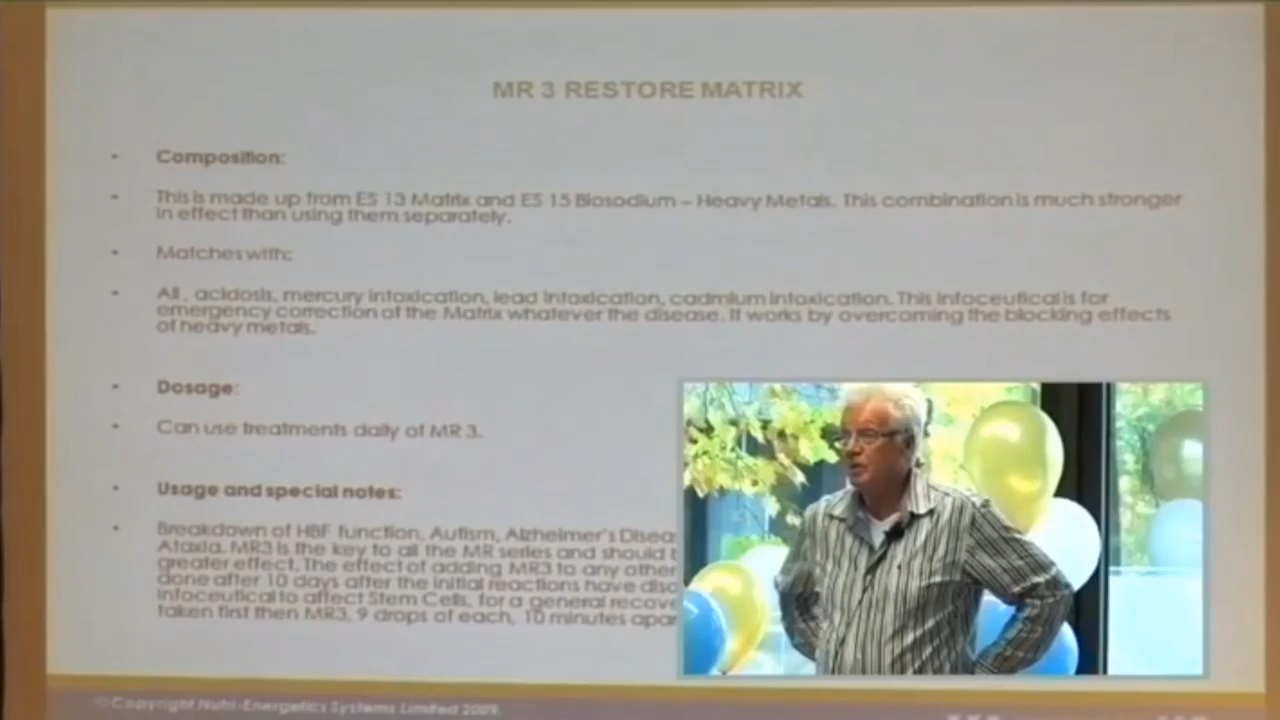 MR 3 RESTORE MATRIX
• Composition:
• This is made up from ES 13 Matrix and ES 15 Biosodium – Heavy Metals. This combination is much stronger
in effect than using them separately.
• Matches with:
• All, acidosis, mercury intoxication, lead intoxication, cadmium intoxication. This Infoceutical is for
emergency correction of the Matrix whatever the disease. It works by overcoming the blocking effects
of heavy metals.
• Dosage:
• Can use treatments daily of MR 3.
• Usage and special notes:
• Breakdown of HBF function, Autism, Alzheimer's
Ataxia. MR3 is the key to all the MR series and should
greater effect. The effect of adding MR3 to any other
done after 10 days after the initial reactions have
Infoceutical to affect Stem Cells, for a general
taken first then MR3, 9 drops of each, 10 minutes
© Copyright Nutri-Energetics Systems Limited 2009.